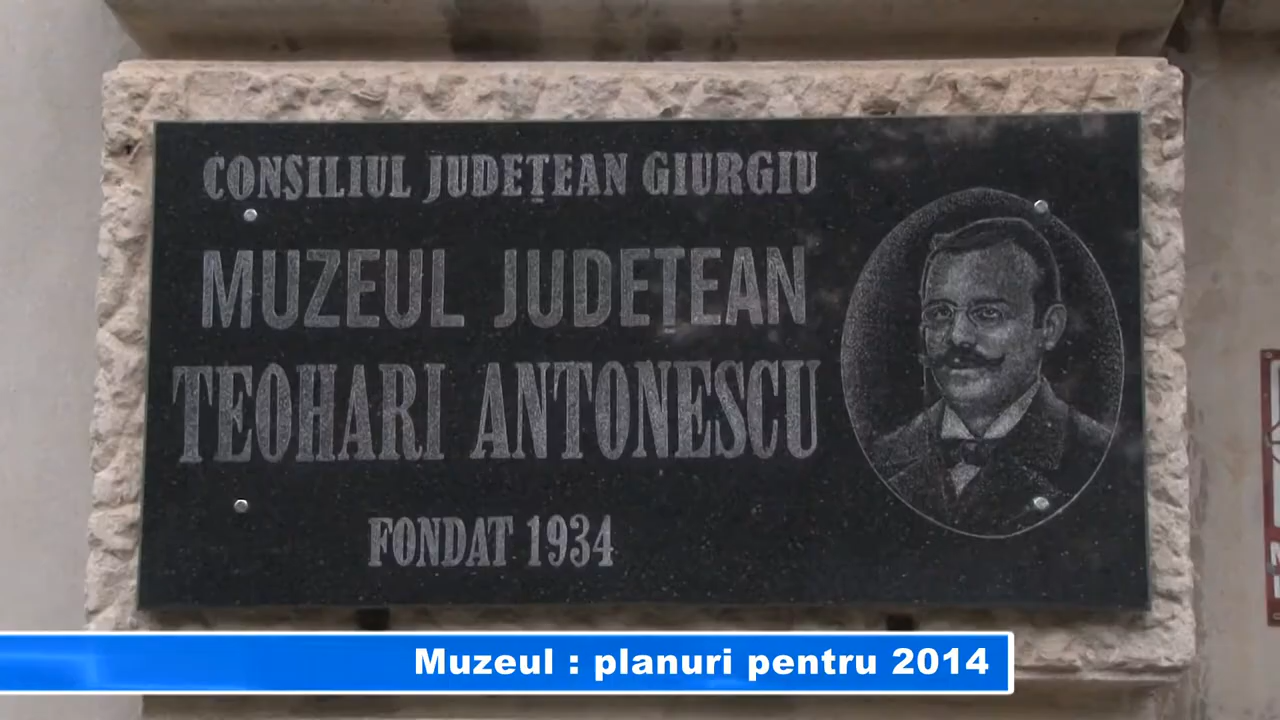 CONSILIUL JUDEȚEAN GIURGIU
MUZEUL JUDEȚEAN
TEOHARI ANTONESCU
FONDAT 1934
Muzeul : planuri pentru 2014